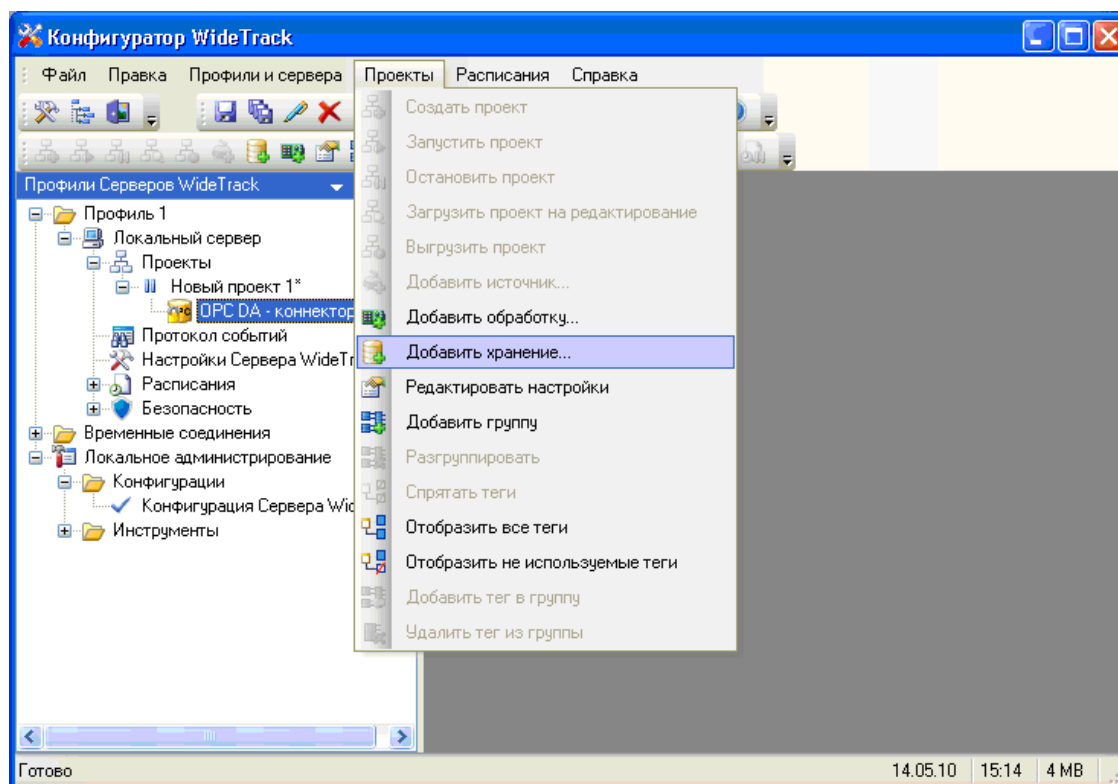 Конфигуратор WideTrack
Файл Правка Профили и сервера Проекты Расписания Справка
Профили Серверов WideTrack
Профиль 1
Локальный сервер
Проекты
Новый проект 1*
OPC DA - коннектор
Протокол событий
Настройки Сервера WideTr
Расписания
Безопасность
Временные соединения
Локальное администрирование
Конфигурации
Конфигурация Сервера Wid
Инструменты
Создать проект
Запустить проект
Остановить проект
Загрузить проект на редактирование
Выгрузить проект
Добавить источник...
Добавить обработку...
Добавить хранение...
Редактировать настройки
Добавить группу
Разгруппировать
Спрятать теги
Отобразить все теги
Отобразить не используемые теги
Добавить тег в группу
Удалить тег из группы
Готово 14.05.10 15:14 4 MB